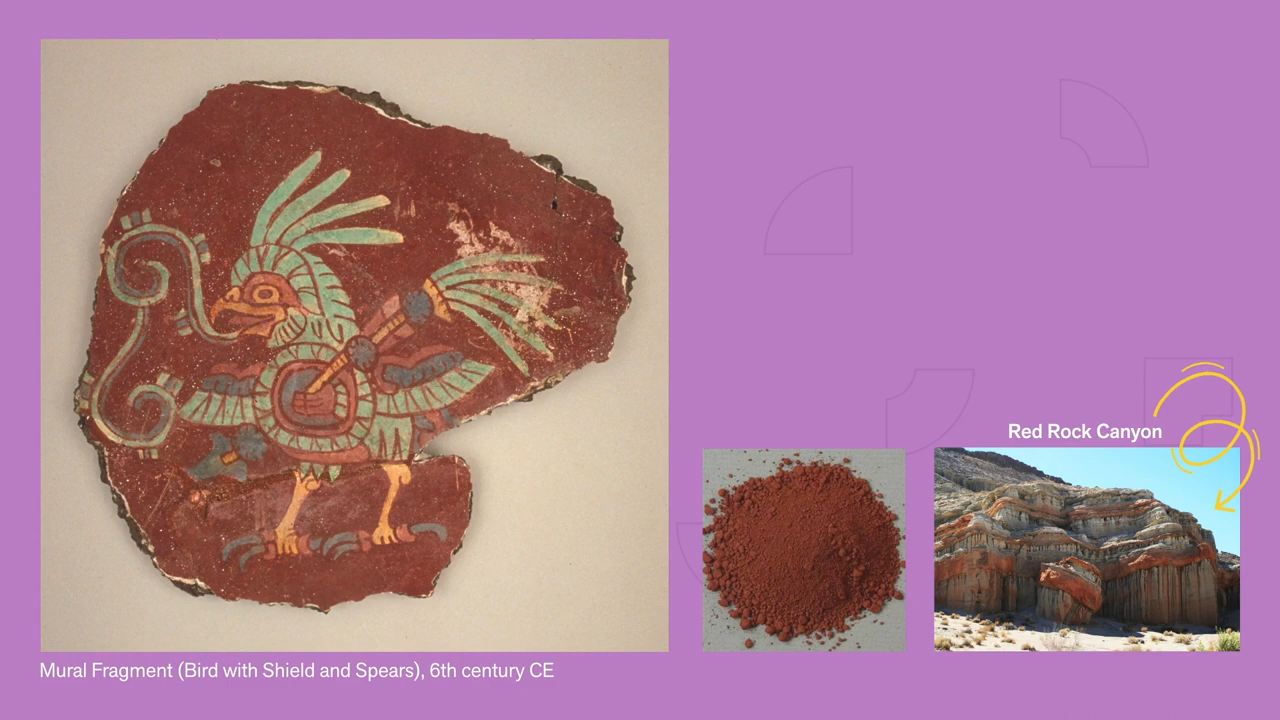 Red Rock Canyon
Mural Fragment (Bird with Shield and Spears), 6th century CE